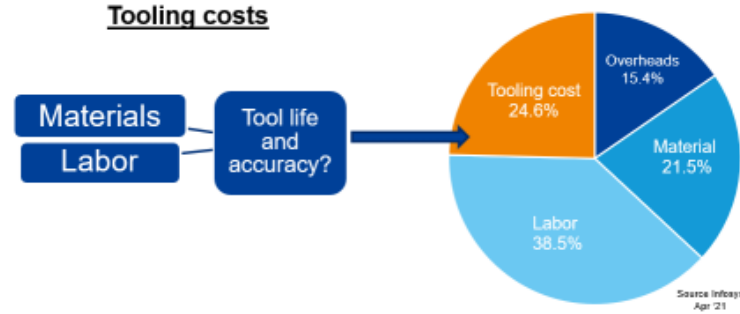 Tooling costs
Materials
Labor
Tool life
and
accuracy?
Overheads
15.4%
Tooling cost
24.6%
Material
21.5%
Labor
38.5%
Source Infosy
Apr '21